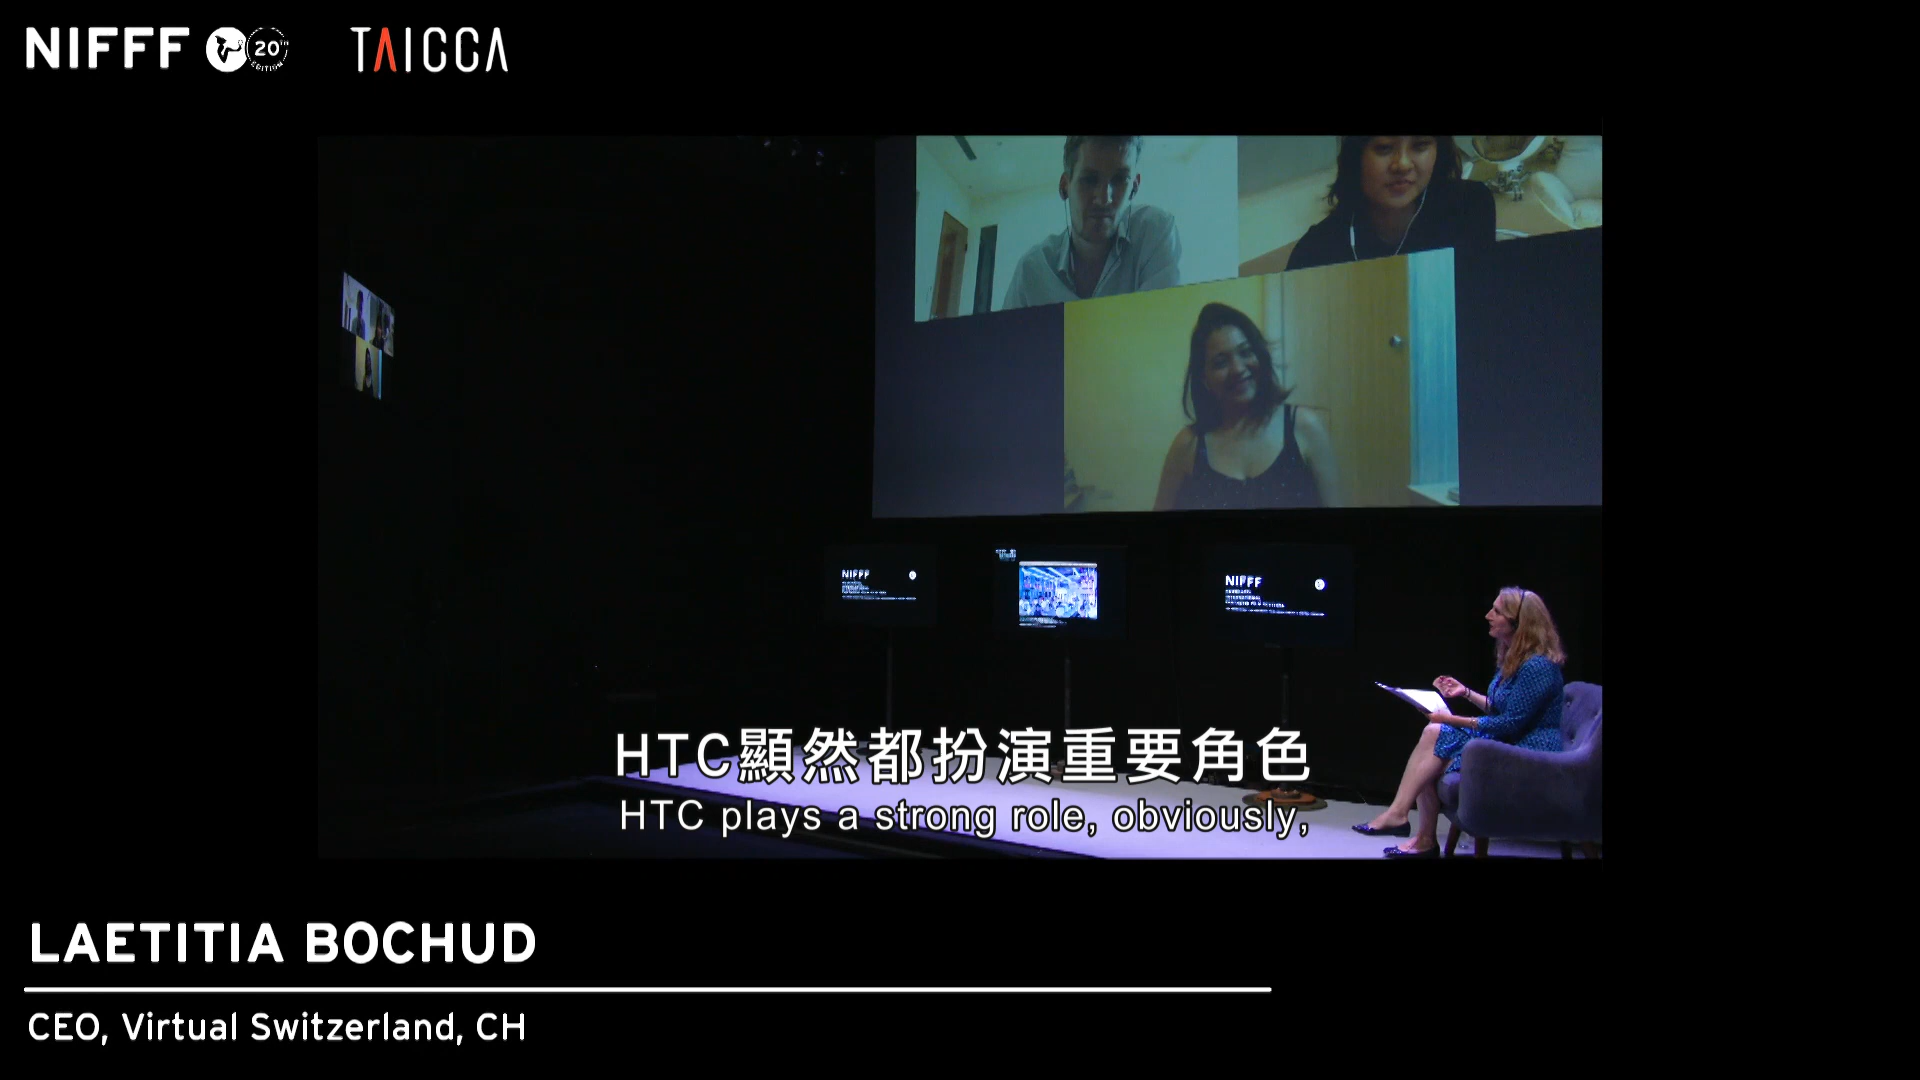 NIFFF 20TH EDITION TAICCA
NIFFF
NIFFF
HTC顯然都扮演重要角色
HTC plays a strong role, obviously,
LAETITIA BOCHUD
CEO, Virtual Switzerland, CH